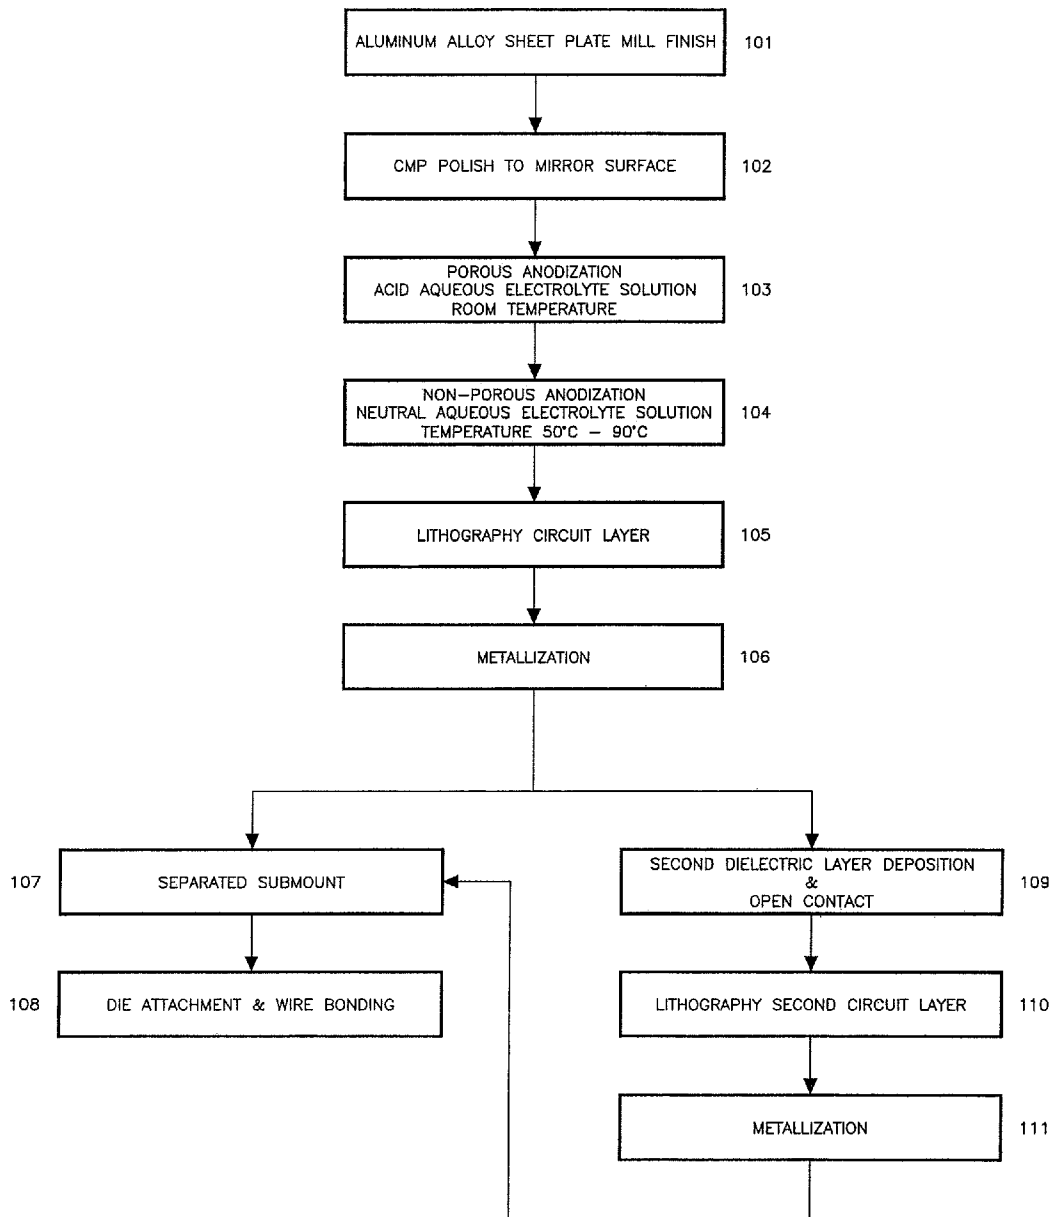 ALUMINUM ALLOY SHEET PLATE MILL FINISH
101
CMP POLISH TO MIRROR SURFACE
102
POROUS ANODIZATION
ACID AQUEOUS ELECTROLYTE SOLUTION
ROOM TEMPERATURE
103
NON-POROUS ANODIZATION
NEUTRAL AQUEOUS ELECTROLYTE SOLUTION
TEMPERATURE 50°C - 90°C
104
LITHOGRAPHY CIRCUIT LAYER
105
METALLIZATION
106
107
SEPARATED SUBMOUNT
SECOND DIELECTRIC LAYER DEPOSITION
&
OPEN CONTACT
109
108
DIE ATTACHMENT & WIRE BONDING
LITHOGRAPHY SECOND CIRCUIT LAYER
110
METALLIZATION
111